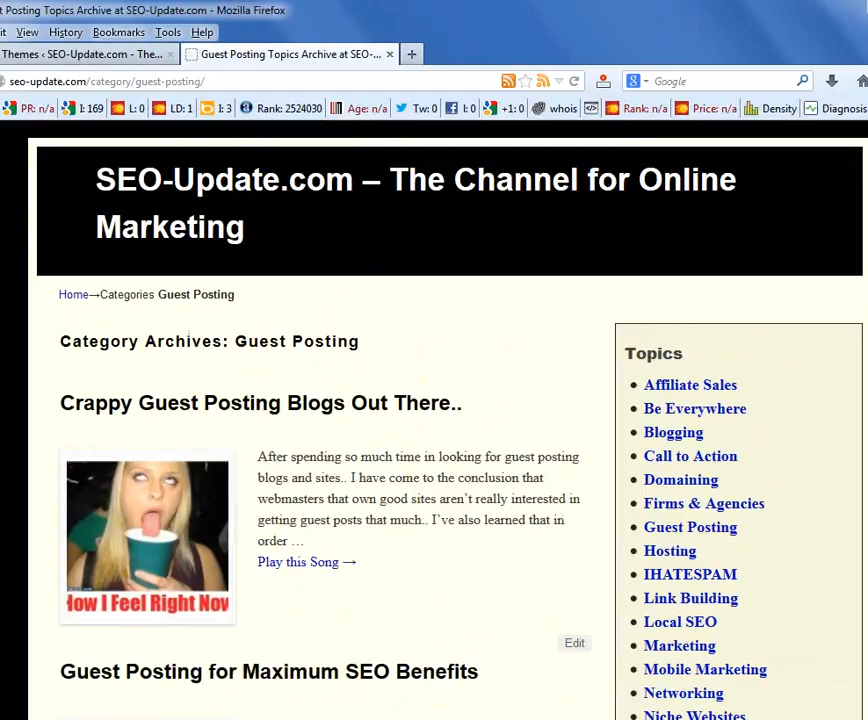 t Posting Topics Archive at SEO-Update.com - Mozilla Firefox
it View History Bookmarks Tools Help
Themes ‹ SEO-Update.com - The... × Guest Posting Topics Archive at SEO-... × +
seo-update.com/category/guest-posting/ Google
PR: n/a I: 169 L: 0 LD: 1 I: 3 Rank: 2524030 Age: n/a Tw: 0 I: 0 +1: 0 whois Rank: n/a Price: n/a Density Diagnosis
SEO-Update.com – The Channel for Online
Marketing
Home→Categories Guest Posting
Category Archives: Guest Posting
Crappy Guest Posting Blogs Out There..
After spending so much time in looking for guest posting
blogs and sites.. I have come to the conclusion that
webmasters that own good sites aren't really interested in
getting guest posts that much.. I've also learned that in
order …
Play this Song →
How I Feel Right Now
Edit
Guest Posting for Maximum SEO Benefits
Topics
Affiliate Sales
Be Everywhere
Blogging
Call to Action
Domaining
Firms & Agencies
Guest Posting
Hosting
IHATESPAM
Link Building
Local SEO
Marketing
Mobile Marketing
Networking
Niche Websites